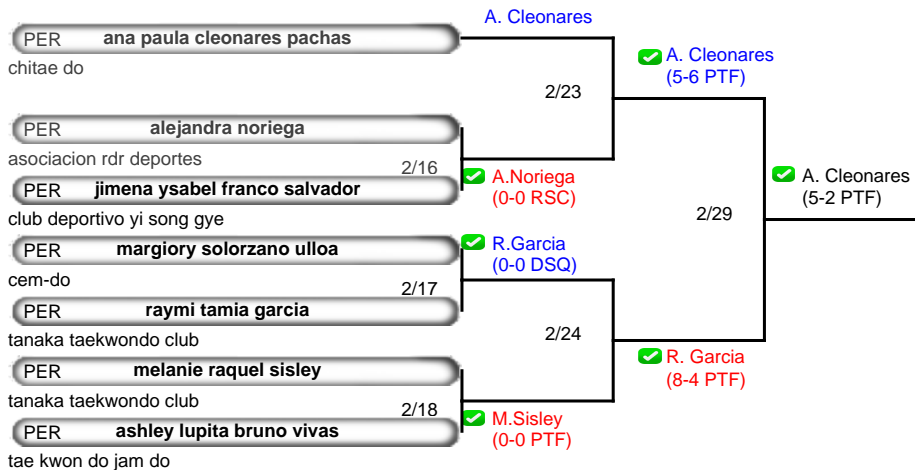 A. Cleonares
PER ana paula cleonares pachas
chitae do
A. Cleonares
(5-6 PTF)
2/23
PER alejandra noriega
asociacion rdr deportes
2/16
A.Noriega
(0-0 RSC)
PER jimena ysabel franco salvador
club deportivo yi song gye
A. Cleonares
(5-2 PTF)
2/29
PER margiory solorzano ulloa
cem-do
R.Garcia
(0-0 DSQ)
2/17
PER raymi tamia garcia
tanaka taekwondo club
2/24
PER melanie raquel sisley
tanaka taekwondo club
R. Garcia
(8-4 PTF)
2/18
M.Sisley
(0-0 PTF)
PER ashley lupita bruno vivas
tae kwon do jam do